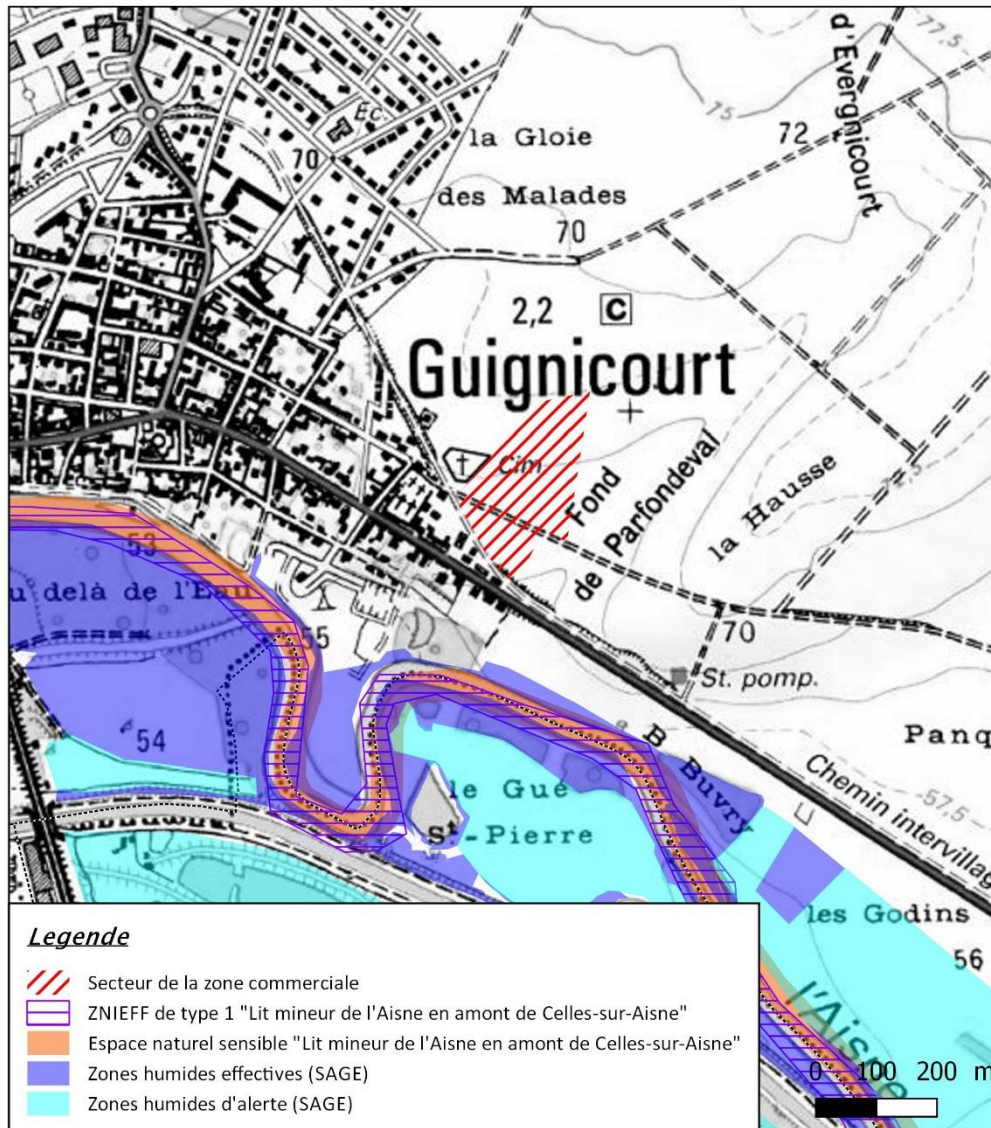 d'Evergnicourt
77,5
75
Ec.
la Gloie
72
70
des Malades
70
2,2 C
Guignicourt
Cim
Fond
de Parfondeval
la Hausse
53
u delà de l'Eau
55
70
St. pomp.
54
B Buvry
Panq
le Gué
St-Pierre
Chemin intervillag
57,5
les Godins
56
l'Aisne
Legende
Secteur de la zone commerciale
ZNIEFF de type 1 "Lit mineur de l'Aisne en amont de Celles-sur-Aisne"
Espace naturel sensible "Lit mineur de l'Aisne en amont de Celles-sur-Aisne"
Zones humides effectives (SAGE)
Zones humides d'alerte (SAGE)
0 100 200 m